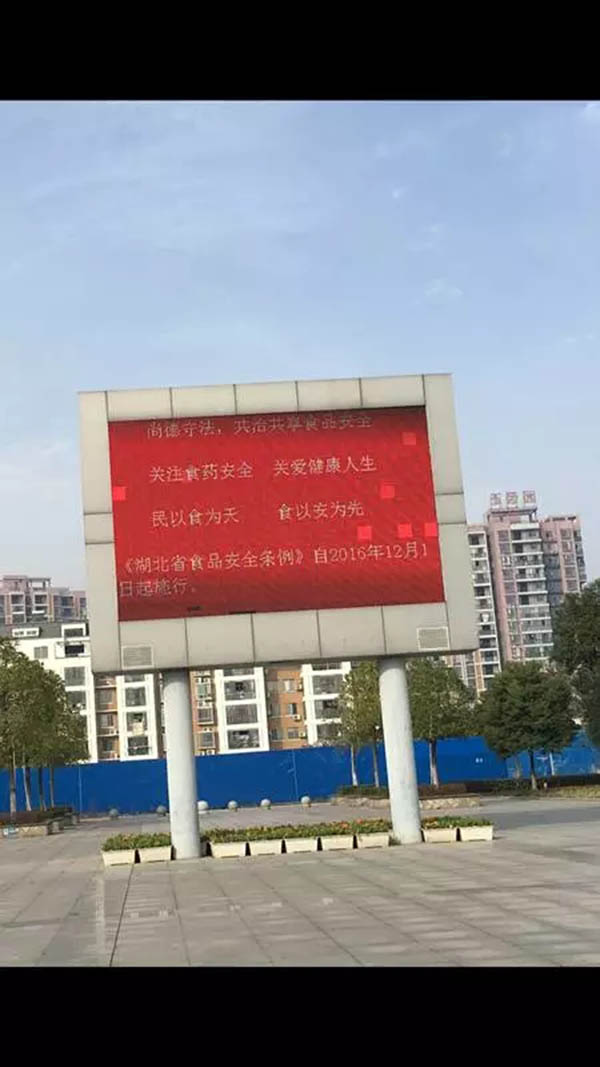 尚德守法，共治共享食品安全
关注食药安全 关爱健康人生
民以食为天 食以安为先
《湖北省食品安全条例》自2016年12月1
日起施行。